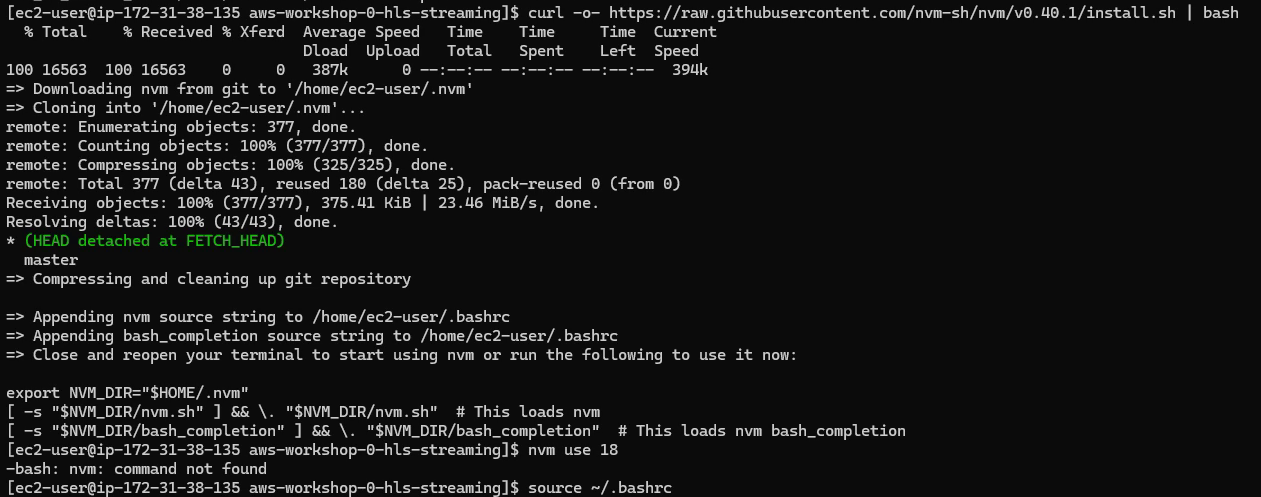 [ec2-user@ip-172-31-38-135 aws-workshop-0-hls-streaming]$ curl -o- https://raw.githubusercontent.com/nvm-sh/nvm/v0.40.1/install.sh | bash
  % Total    % Received % Xferd  Average Speed   Time    Time     Time  Current
                                 Dload  Upload   Total   Spent    Left  Speed
100 16563  100 16563    0     0   387k      0 --:--:-- --:--:-- --:--:--  394k
=> Downloading nvm from git to '/home/ec2-user/.nvm'
=> Cloning into '/home/ec2-user/.nvm'...
remote: Enumerating objects: 377, done.
remote: Counting objects: 100% (377/377), done.
remote: Compressing objects: 100% (325/325), done.
remote: Total 377 (delta 43), reused 180 (delta 25), pack-reused 0 (from 0)
Receiving objects: 100% (377/377), 375.41 KiB | 23.46 MiB/s, done.
Resolving deltas: 100% (43/43), done.
* (HEAD detached at FETCH_HEAD)
  master
=> Compressing and cleaning up git repository

=> Appending nvm source string to /home/ec2-user/.bashrc
=> Appending bash_completion source string to /home/ec2-user/.bashrc
=> Close and reopen your terminal to start using nvm or run the following to use it now:

export NVM_DIR="$HOME/.nvm"
[ -s "$NVM_DIR/nvm.sh" ] && \. "$NVM_DIR/nvm.sh"  # This loads nvm
[ -s "$NVM_DIR/bash_completion" ] && \. "$NVM_DIR/bash_completion"  # This loads nvm bash_completion
[ec2-user@ip-172-31-38-135 aws-workshop-0-hls-streaming]$ nvm use 18
-bash: nvm: command not found
[ec2-user@ip-172-31-38-135 aws-workshop-0-hls-streaming]$ source ~/.bashrc